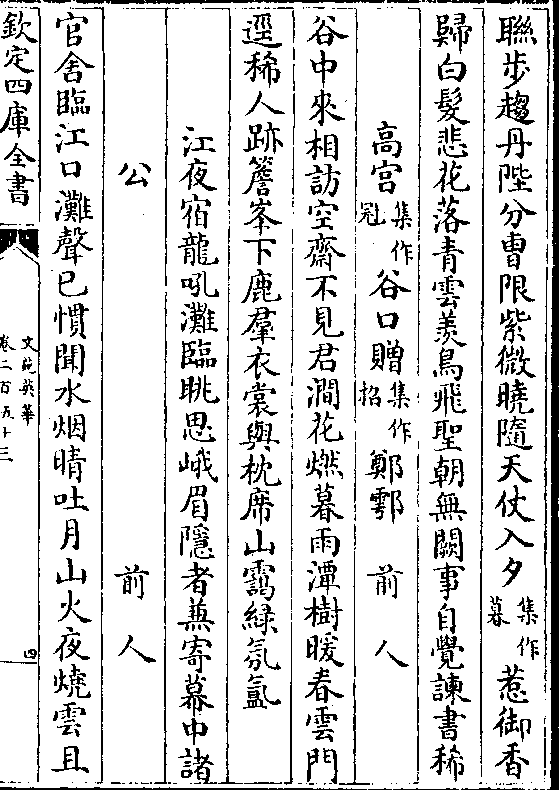 聮步趨丹陛分曹限紫微曉隨天仗入夕集作暮惹御香
歸白髮悲花落青雲羨鳥飛聖朝無闕事自覺諫書稀
高宫集作冠谷口贈集作招鄭鄠　前人
谷中來相訪空齋不見君澗花燃暮雨潭樹暖春雲門
逕稀人跡簷峯下鹿羣衣裳與枕席山靄綠氛氳
江夜宿龍吼灘臨眺思峨眉隱者兼寄幕中諸
公　前人
官舍臨江口灘聲已慣聞水烟晴吐月山火夜燒雲且
欽定四庫全書
文苑英華
卷二百五十三
四